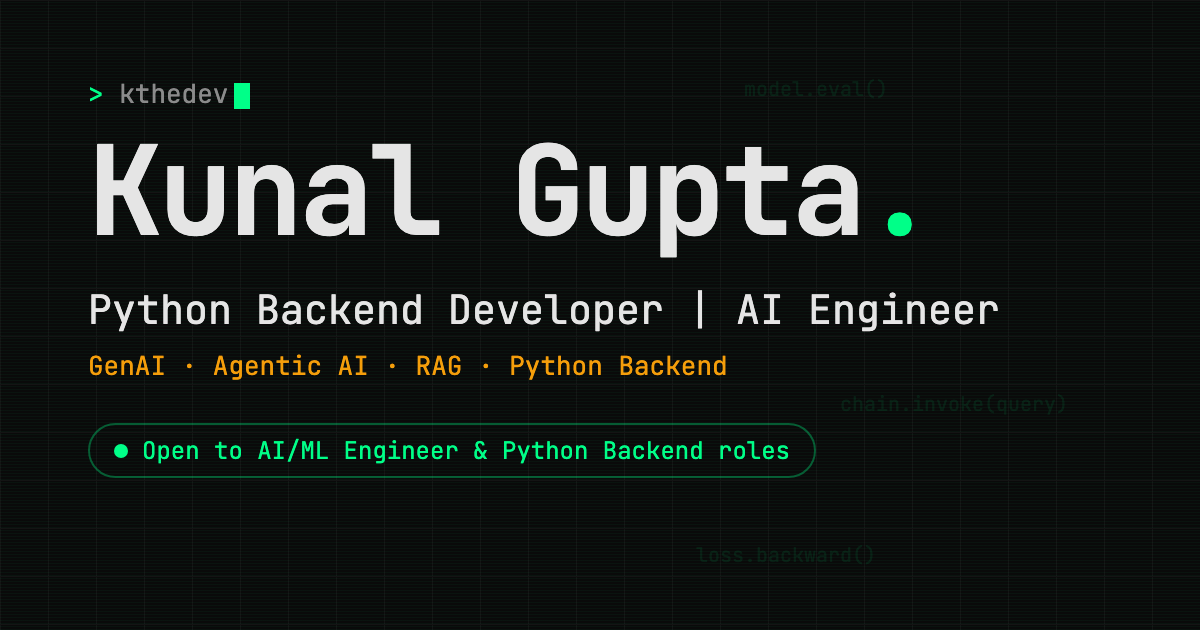 > kthedev
model.eval()
Kunal Gupta.
Python Backend Developer | AI Engineer
GenAI · Agentic AI · RAG · Python Backend
chain.invoke(query)
Open to AI/ML Engineer & Python Backend roles
loss.backward()